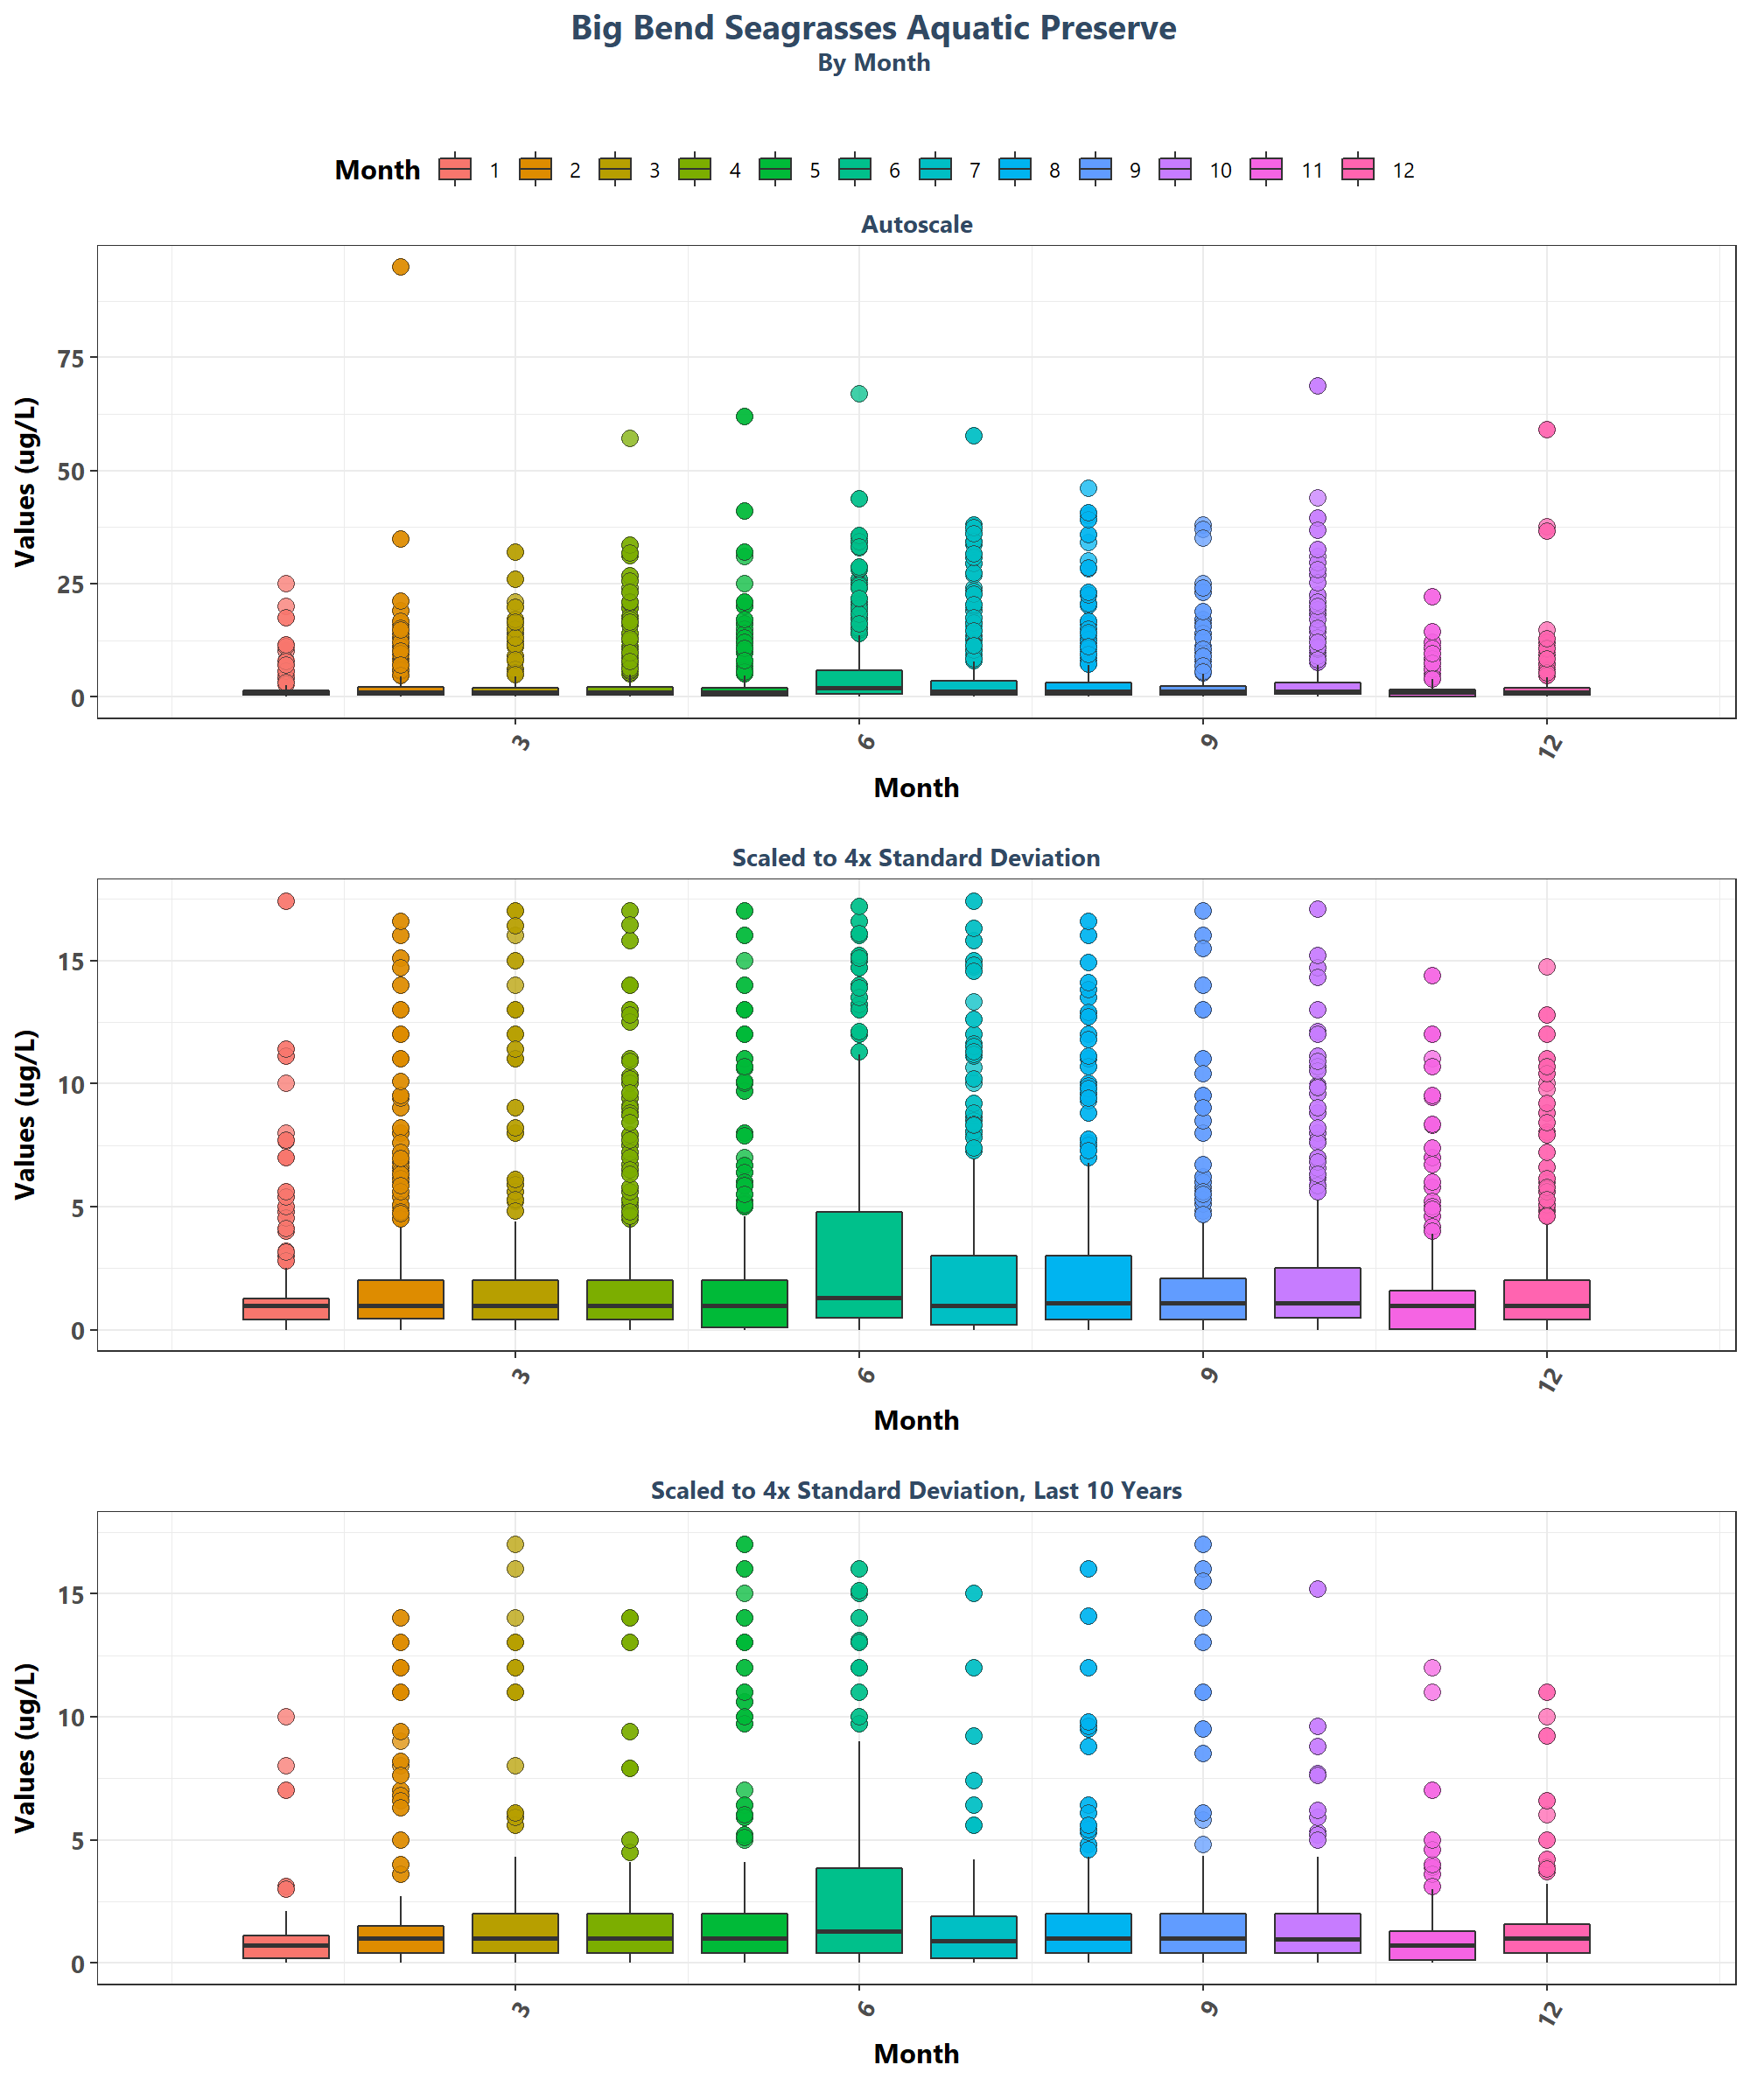 Big Bend Seagrasses Aquatic Preserve
By Month
Month 1 2 3 4 5 6 7 8 9 10 11 12
Autoscale
Values (ug/L)
75
50
25
0
3 6 9 12
Month
Scaled to 4x Standard Deviation
Values (ug/L)
15
10
5
0
3 6 9 12
Month
Scaled to 4x Standard Deviation, Last 10 Years
Values (ug/L)
15
10
5
0
3 6 9 12
Month